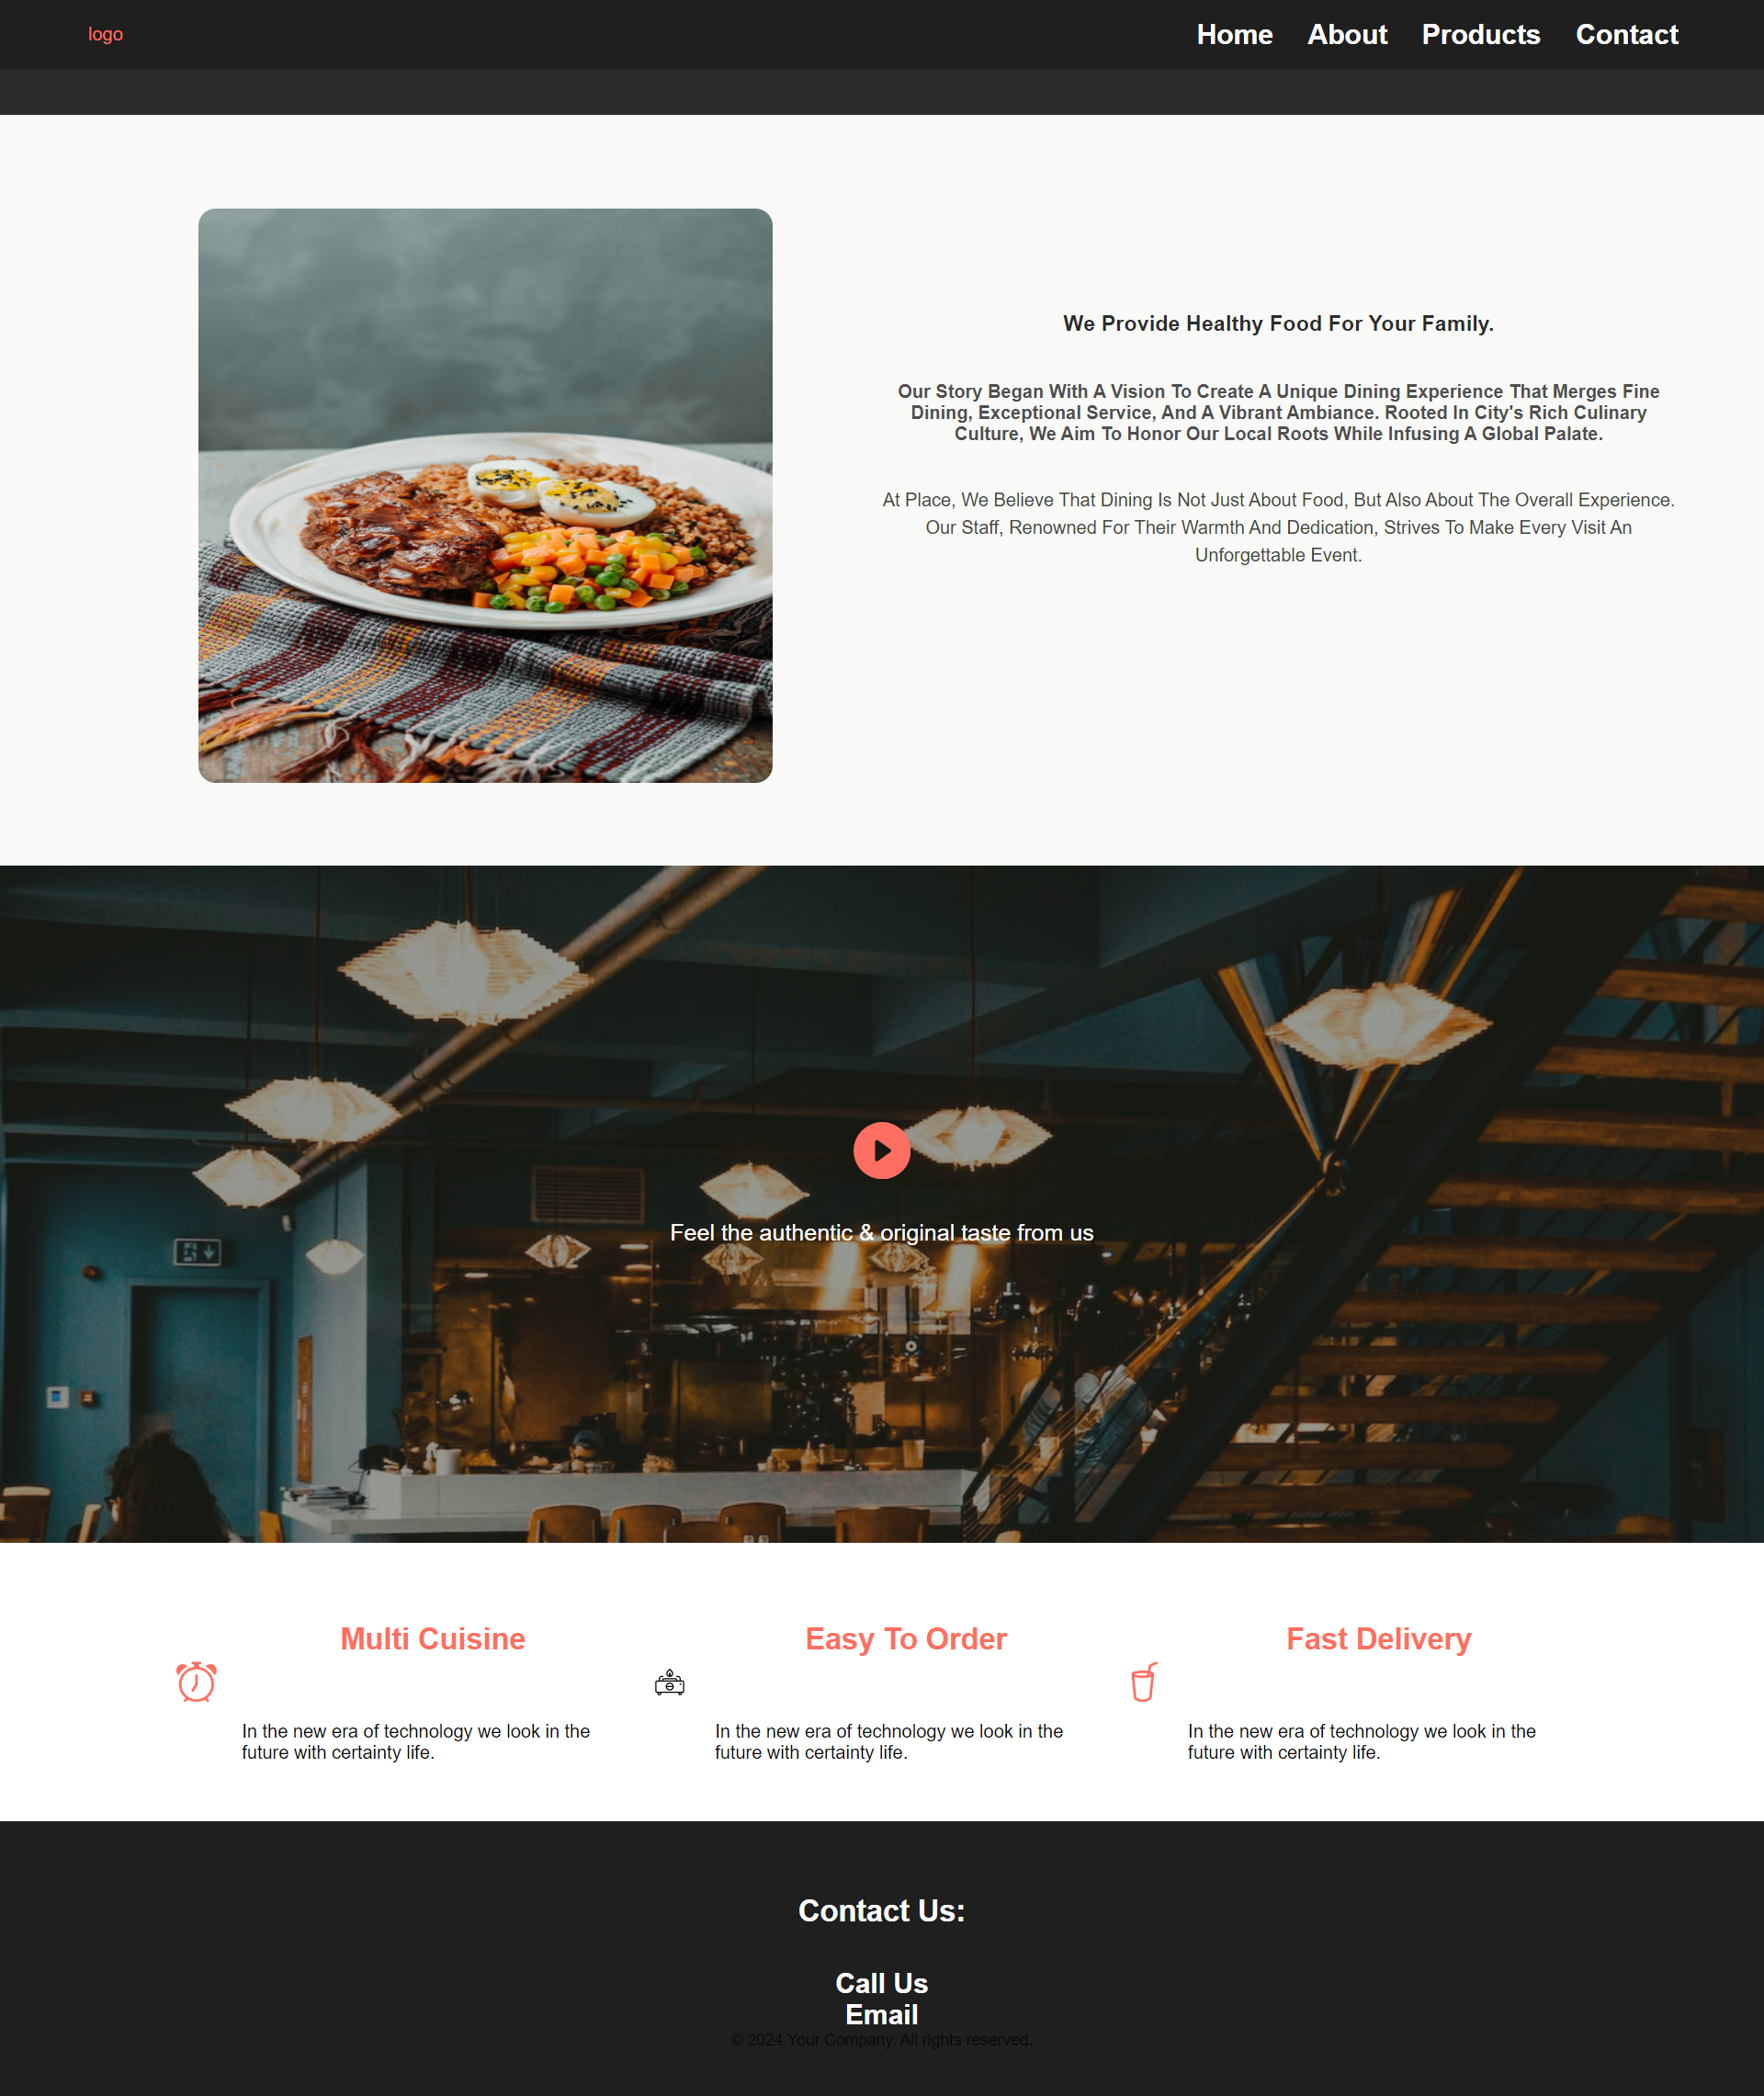 logo
Home About Products Contact
We Provide Healthy Food For Your Family.
Our Story Began With A Vision To Create A Unique Dining Experience That Merges Fine
Dining, Exceptional Service, And A Vibrant Ambiance. Rooted In City's Rich Culinary
Culture, We Aim To Honor Our Local Roots While Infusing A Global Palate.
At Place, We Believe That Dining Is Not Just About Food, But Also About The Overall Experience.
Our Staff, Renowned For Their Warmth And Dedication, Strives To Make Every Visit An
Unforgettable Event.
Feel the authentic & original taste from us
Multi Cuisine
In the new era of technology we look in the
future with certainty life.
Easy To Order
In the new era of technology we look in the
future with certainty life.
Fast Delivery
In the new era of technology we look in the
future with certainty life.
Contact Us:
Call Us
Email
© 2024 Your Company. All rights reserved.